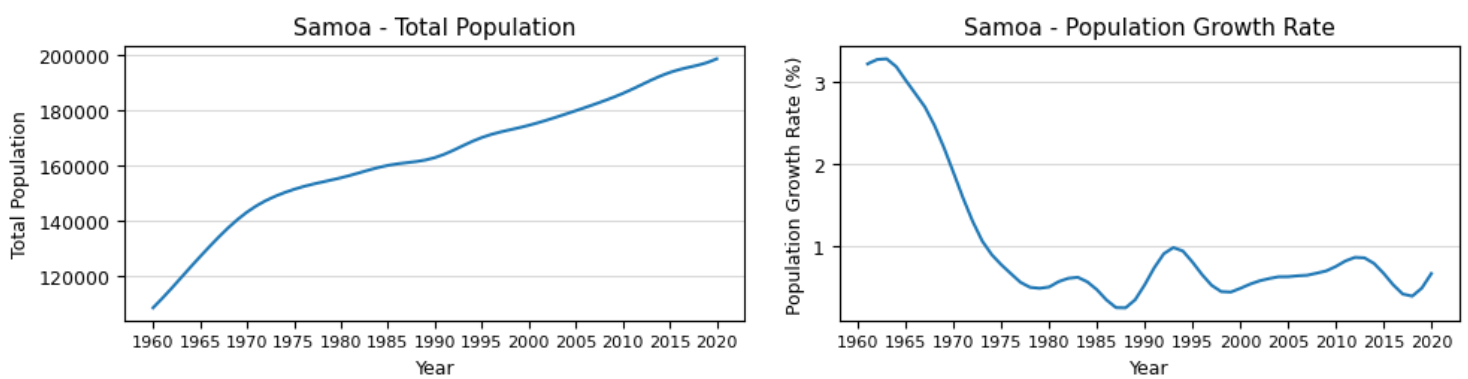 Samoa - Total Population
Total Population
200000
180000
160000
140000
120000
1960 1965 1970 1975 1980 1985 1990 1995 2000 2005 2010 2015 2020
Year
Samoa - Population Growth Rate
Population Growth Rate (%)
3
2
1
1960 1965 1970 1975 1980 1985 1990 1995 2000 2005 2010 2015 2020
Year